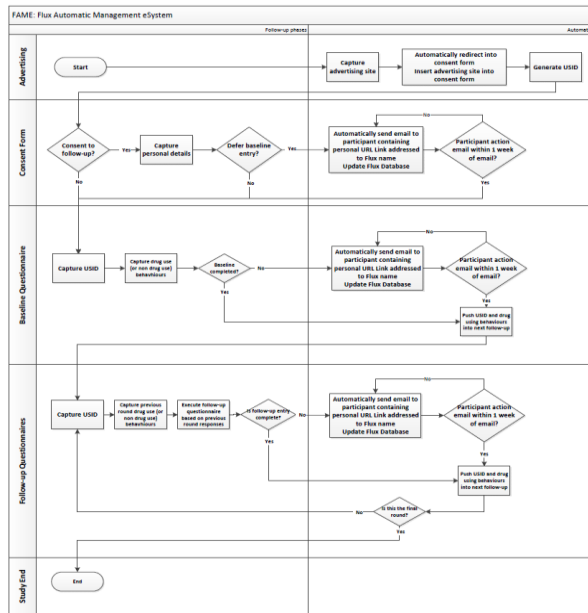 FAME: Flux Automatic Management eSystem
Follow-up phases
Automat
Advertising
Start
Capture
advertising site
Automatically redirect into
consent form
Insert advertising site into
consent form
Generate USID
Consent Form
Consent to
follow-up?
Yes
Capture
personal details
Defer baseline
entry?
Yes
Automatically send email to
participant containing
personal URL Link addressed
to Flux name
Update Flux Database
No
Participant action
email within 1 week
of email?
No
No
Yes
Baseline Questionnaire
Capture USID
Capture drug use
(or non drug use)
behaviours
Baseline
completed?
No
Automatically send email to
participant containing
personal URL Link addressed
to Flux name
Update Flux Database
No
Participant action
email within 1 week
of email?
Yes
Yes
Push USID and drug
using behaviours
into next follow-up
Follow-up Questionnaires
Capture USID
Capture previous
round drug use (or
non drug use)
behaviours
Execute follow-up
questionnaire
based on previous
round responses
Is follow-up entry
complete?
No
Automatically send email to
participant containing
personal URL Link addressed
to Flux name
Update Flux Database
No
Participant action
email within 1 week
of email?
Yes
Yes
Push USID and drug
using behaviours
into next follow-up
No
Is this the final
round?
Yes
Study End
End